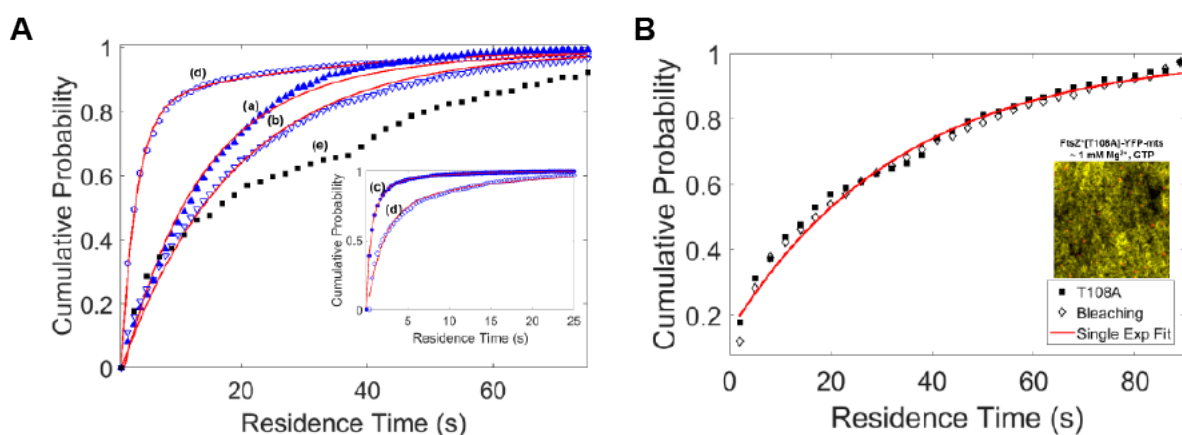 A
B
Cumulative Probability
1
0.8
0.6
0.4
0.2
0
(d)
(a)
(b)
(e)
Cumulative Probability
1
0.5
0
(c)
(d)
5
10
15
20
25
Residence Time (s)
20
40
60
Residence Time (s)
Cumulative Probability
1
0.8
0.6
0.4
0.2
FtsZ*[T108A]-YFP-mts
~ 1 mM Mg²⁺, GTP
T108A
Bleaching
Single Exp Fit
0
20
40
60
80
Residence Time (s)